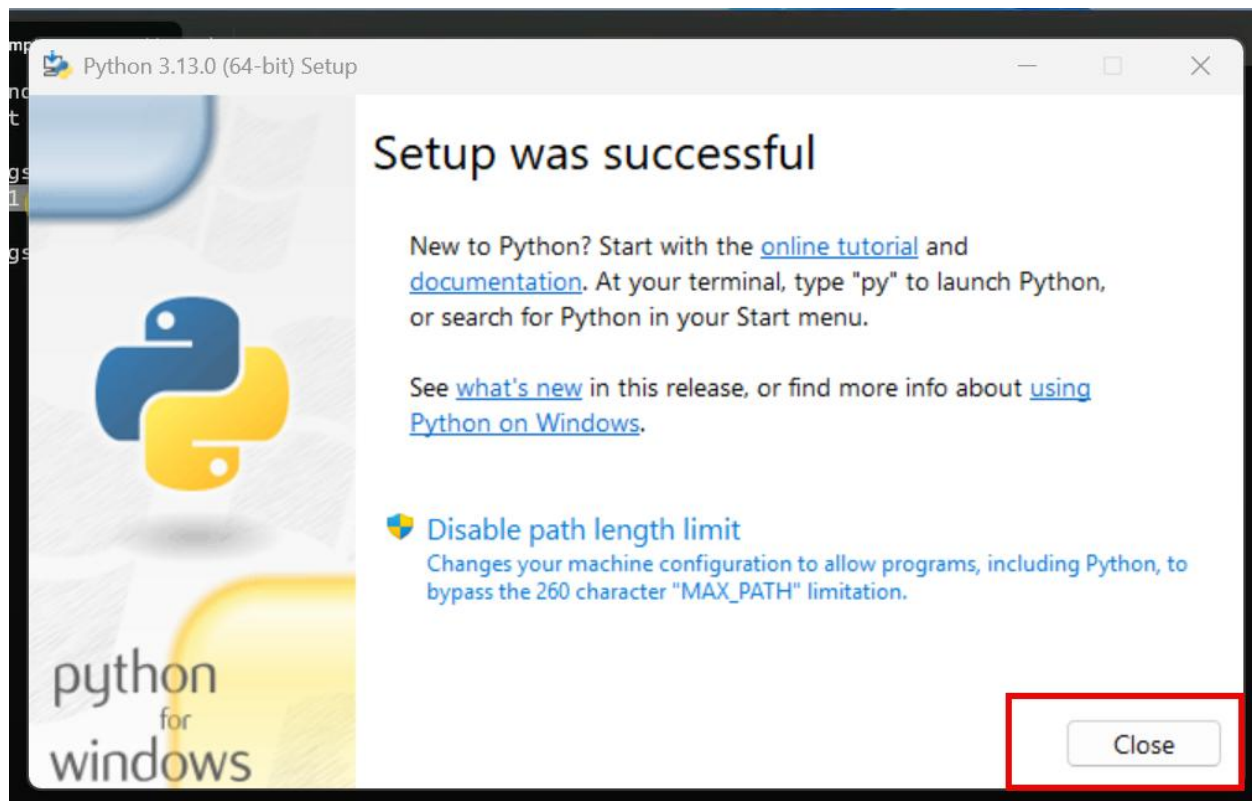 Python 3.13.0 (64-bit) Setup
Setup was successful
New to Python? Start with the online tutorial and
documentation. At your terminal, type "py" to launch Python,
or search for Python in your Start menu.
See what's new in this release, or find more info about using
Python on Windows.
Disable path length limit
Changes your machine configuration to allow programs, including Python, to
bypass the 260 character "MAX_PATH" limitation.
python
for
windows
Close